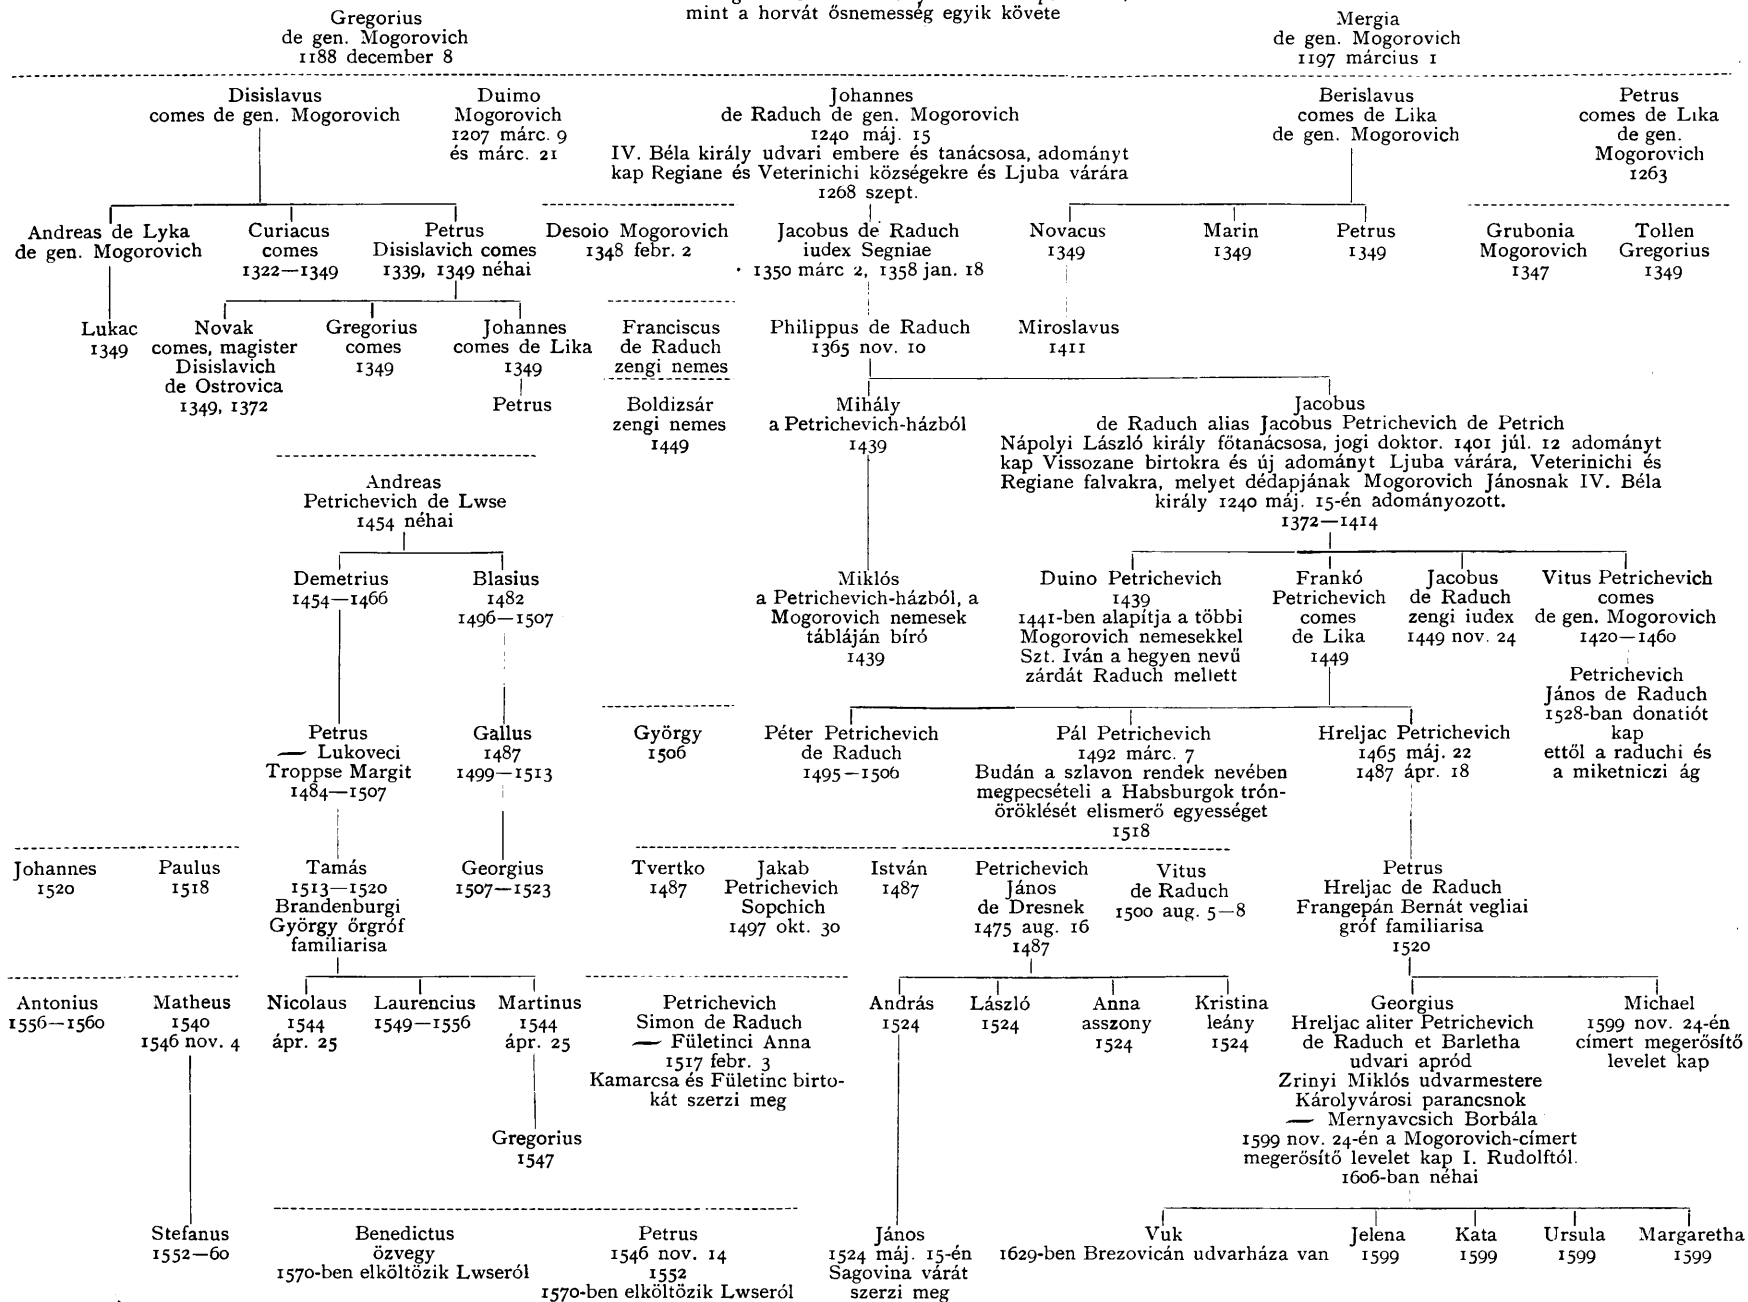 mint a horvát ősnemesség egyik követe
Gregorius
de gen. Mogorovich
1188 december 8
Mergia
de gen. Mogorovich
1197 március 1
Disislavus
comes de gen. Mogorovich
Duimo
Mogorovich
1207 márc. 9
és márc. 21
Johannes
de Raduch de gen. Mogorovich
1240 máj. 15
IV. Béla király udvari embere és tanácsosa, adományt
kap Regiane és Veterinichi községekre és Ljuba várára
1268 szept.
Berislavus
comes de Lika
de gen. Mogorovich
Petrus
comes de Lika
de gen.
Mogorovich
1263
Andreas de Lyka
de gen. Mogorovich
Curiacus
comes
1322—1349
Petrus
Disislavich comes
1339, 1349 néhai
Desoio Mogorovich
1348 febr. 2
Jacobus de Raduch
iudex Segniae
1350 márc 2, 1358 jan. 18
Novacus
1349
Marin
1349
Petrus
1349
Grubonia
Mogorovich
1347
Tollen
Gregorius
1349
Lukac
1349
Novak
comes, magister
Disislavich
de Ostrovica
1349, 1372
Gregorius
comes
1349
Johannes
comes de Lika
1349
Franciscus
de Raduch
zengi nemes
Philippus de Raduch
1365 nov. 10
Miroslavus
1411
Petrus
Boldizsár
zengi nemes
1449
Mihály
a Petrichevich-házból
1439
Jacobus
de Raduch alias Jacobus Petrichevich de Petrich
Nápolyi László király főtanácsosa, jogi doktor. 1401 júl. 12 adományt
kap Vissozane birtokra és új adományt Ljuba várára, Veterinichi és
Regiane falvakra, melyet dédapjának Mogorovich Jánosnak IV. Béla
király 1240 máj. 15-én adományozott.
1372—1414
Andreas
Petrichevich de Lwse
1454 néhai
Demetrius
1454—1466
Blasius
1482
1496—1507
Miklós
a Petrichevich-házból, a
Mogorovich nemesek
tábláján bíró
1439
Duino Petrichevich
1439
1441-ben alapítja a többi
Mogorovich nemesekkel
Szt. Iván a hegyen nevű
zárdát Raduch mellett
Frankó
Petrichevich
comes
de Lika
1449
Jacobus
de Raduch
zengi iudex
1449 nov. 24
Vitus Petrichevich
comes
de gen. Mogorovich
1420—1460
Petrichevich
János de Raduch
1528-ban donatiót
kap
ettől a raduchi és
a miketniczi ág
Petrus
— Lukoveci
Troppse Margit
1484—1507
Gallus
1487
1499—1513
György
1506
Péter Petrichevich
de Raduch
1495—1506
Pál Petrichevich
1492 márc. 7
Budán a szlavon rendek nevében
megpecsételi a Habsburgok trón-
öröklését elismerő egyességet
1518
Hreljac Petrichevich
1465 máj. 22
1487 ápr. 18
Johannes
1520
Paulus
1518
Tamás
1513—1520
Brandenburgi
György őrgróf
familiarisa
Georgius
1507—1523
Tvertko
1487
Jakab
Petrichevich
Sopchich
1497 okt. 30
István
1487
Petrichevich
János
de Dresnek
1475 aug. 16
1487
Vitus
de Raduch
1500 aug. 5—8
Petrus
Hreljac de Raduch
Frangepán Bernát vegliai
gróf familiarisa
1520
Antonius
1556—1560
Matheus
1540
1546 nov. 4
Nicolaus
1544
ápr. 25
Laurencius
1549—1556
Martinus
1544
ápr. 25
Petrichevich
Simon de Raduch
— Fületinci Anna
1517 febr. 3
Kamarcsa és Fületinc birto-
kát szerzi meg
András
1524
László
1524
Anna
asszony
1524
Kristina
leány
1524
Georgius
Hreljac aliter Petrichevich
de Raduch et Barletha
udvari apród
Zrinyi Miklós udvarmestere
Károlyvárosi parancsnok
— Mernyavcsich Borbála
1599 nov. 24-én a Mogorovich-címert
megerősítő levelet kap I. Rudolftól.
1606-ban néhai
Michael
1599 nov. 24-én
címert megerősítő
levelet kap
Gregorius
1547
Stefanus
1552—60
Benedictus
özvegy
1570-ben elköltözik Lwseról
Petrus
1546 nov. 14
1552
1570-ben elköltözik Lwseról
János
1524 máj. 15-én
Sagovina várát
szerzi meg
Vuk
1629-ben Brezovicán udvarháza van
Jelena
1599
Kata
1599
Ursula
1599
Margaretha
1599